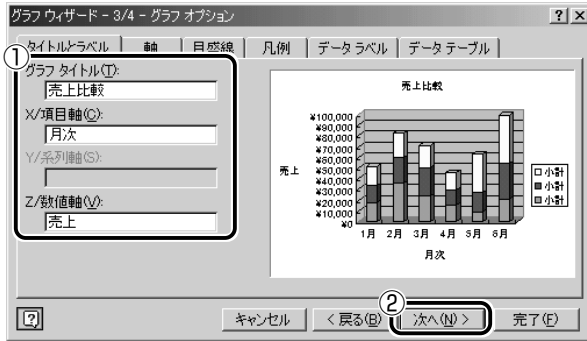 グラフ ウィザード - 3/4 - グラフ オプション
タイトルとラベル 軸 目盛線 凡例 データ ラベル データ テーブル
①
グラフ タイトル(T):
売上比較
X/項目軸(C):
月次
Y/系列軸(S):
Z/数値軸(V):
売上
売上比較
¥100,000
¥90,000
¥80,000
¥70,000
¥60,000
¥50,000
¥40,000
¥30,000
¥20,000
¥10,000
¥0
売上
1月 2月 3月 4月 5月 6月
月次
小計
小計
小計
②
キャンセル < 戻る(B) 次へ(N) > 完了(F)